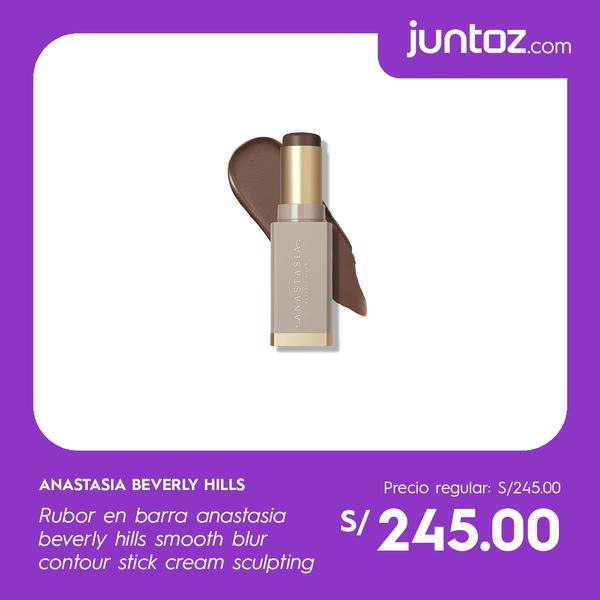 juntoz.com
ANASTASIA
ANASTASIA BEVERLY HILLS
Rubor en barra anastasia
beverly hills smooth blur
contour stick cream sculpting
Precio regular: S/245.00
S/ 245.00